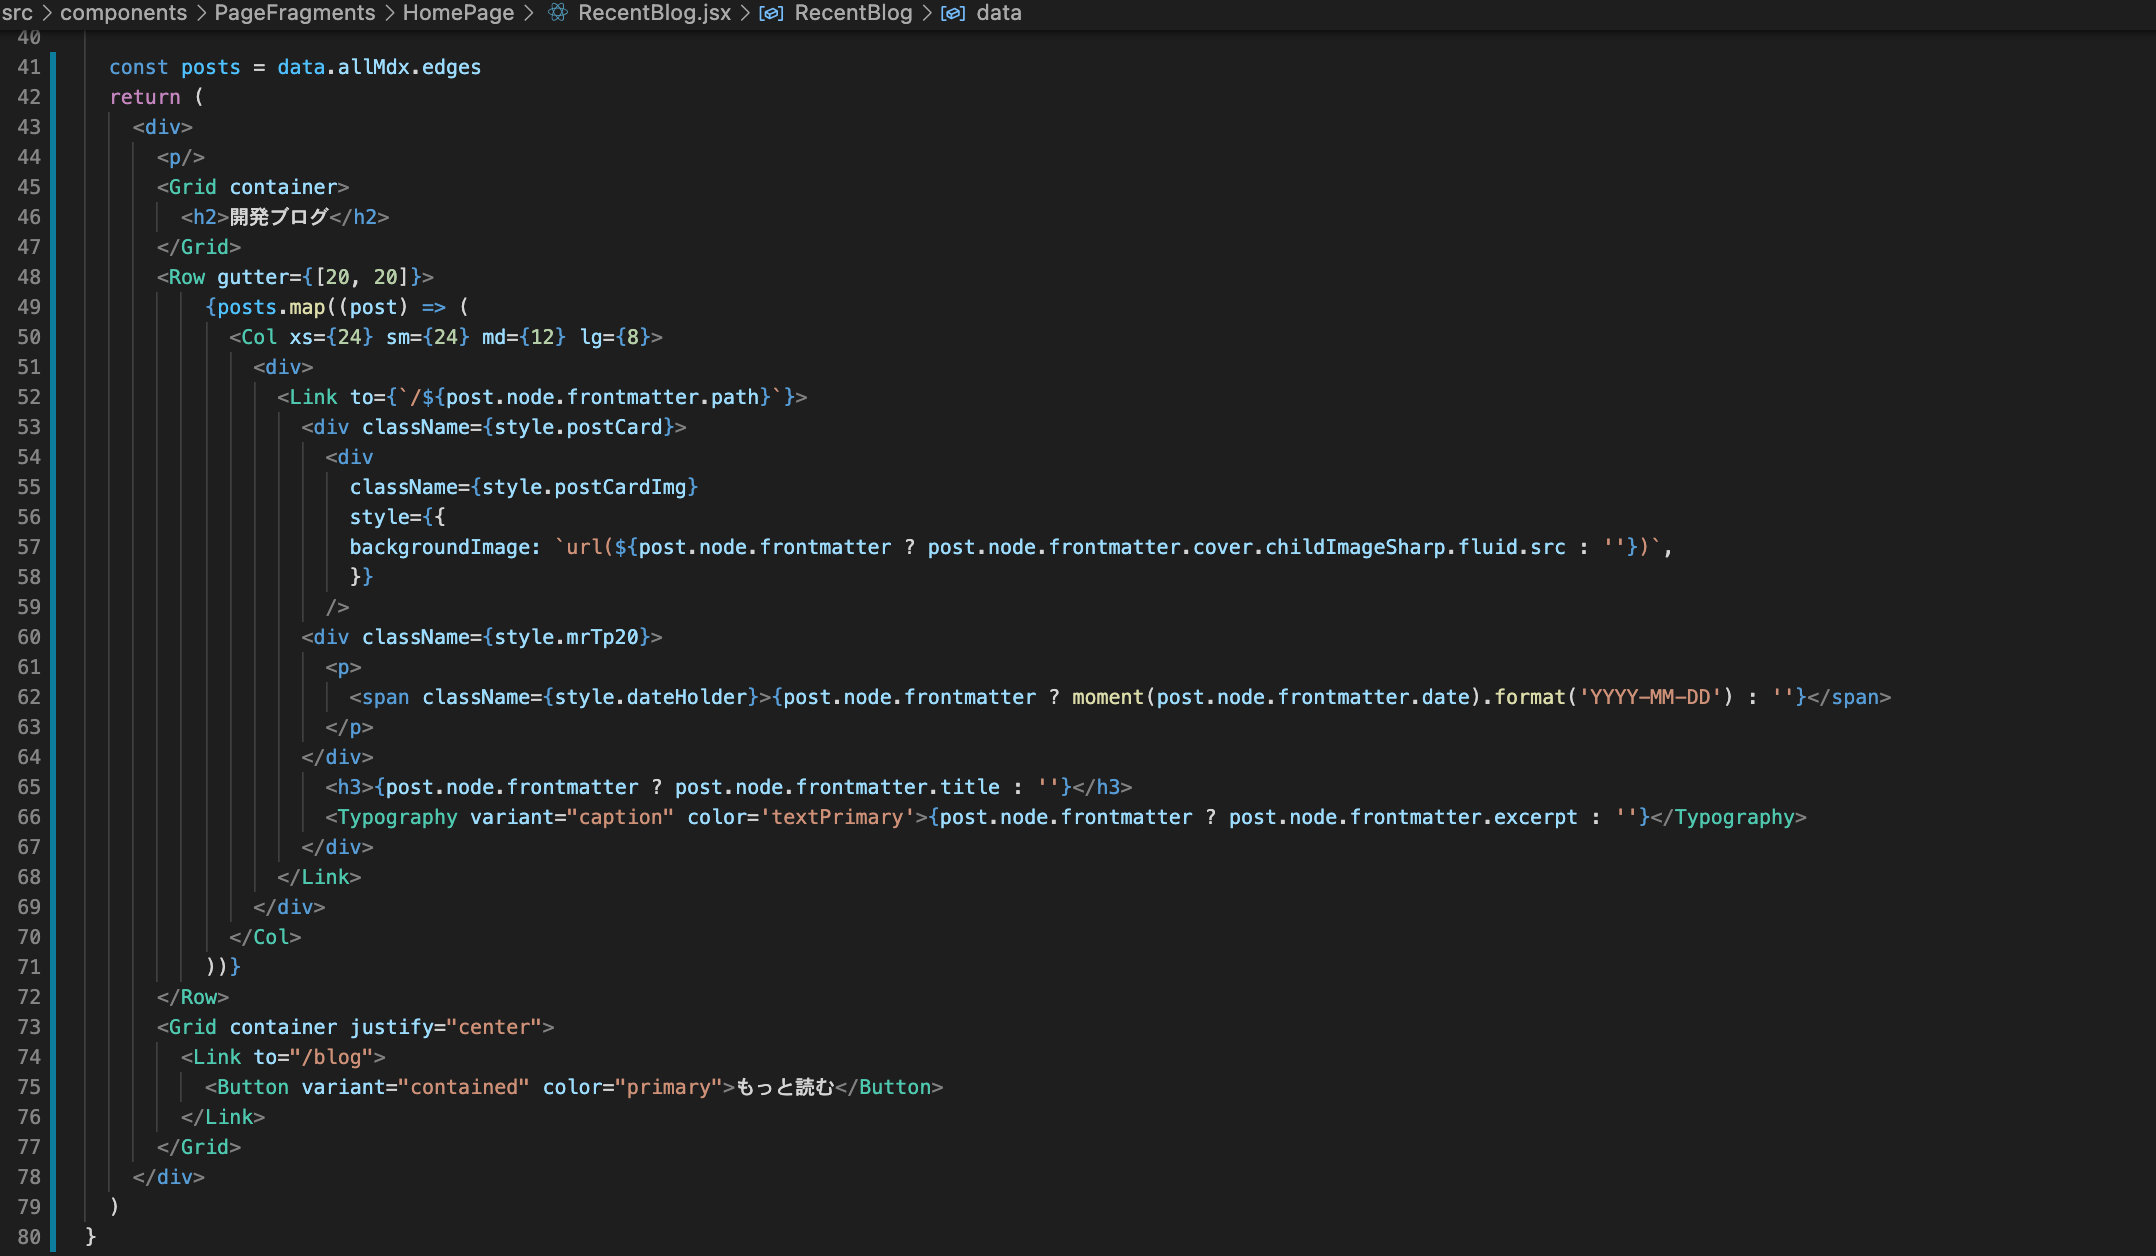 src > components > PageFragments > HomePage > RecentBlog.jsx > RecentBlog > data
40
41 const posts = data.allMdx.edges
42 return (
43 <div>
44 <p/>
45 <Grid container>
46 <h2>開発ブログ</h2>
47 </Grid>
48 <Row gutter={[20, 20]}>
49 {posts.map((post) => (
50 <Col xs={24} sm={24} md={12} lg={8}>
51 <div>
52 <Link to={`/${post.node.frontmatter.path}`}>
53 <div className={style.postCard}>
54 <div
55 className={style.postCardImg}
56 style={{
57 backgroundImage: `url(${post.node.frontmatter ? post.node.frontmatter.cover.childImageSharp.fluid.src : ''})`,
58 }}
59 />
60 <div className={style.mrTp20}>
61 <p>
62 <span className={style.dateHolder}>{post.node.frontmatter ? moment(post.node.frontmatter.date).format('YYYY-MM-DD') : ''}</span>
63 </p>
64 </div>
65 <h3>{post.node.frontmatter ? post.node.frontmatter.title : ''}</h3>
66 <Typography variant="caption" color='textPrimary'>{post.node.frontmatter ? post.node.frontmatter.excerpt : ''}</Typography>
67 </div>
68 </Link>
69 </div>
70 </Col>
71 ))}
72 </Row>
73 <Grid container justify="center">
74 <Link to="/blog">
75 <Button variant="contained" color="primary">もっと読む</Button>
76 </Link>
77 </Grid>
78 </div>
79 )
80 }